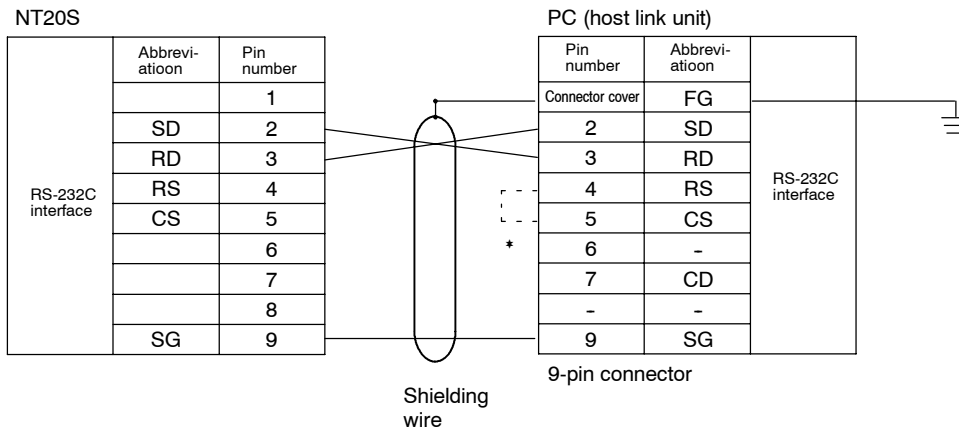 NT20S
PC (host link unit)
Abbrevi-
atioon
Pin
number
Pin
number
Abbrevi-
atioon
1
Connector cover
FG
SD
2
2
SD
RD
3
3
RD
RS-232C
interface
RS
4
4
RS
RS-232C
interface
CS
5
5
CS
6
*
6
-
7
7
CD
8
-
-
SG
9
9
SG
9-pin connector
Shielding
wire